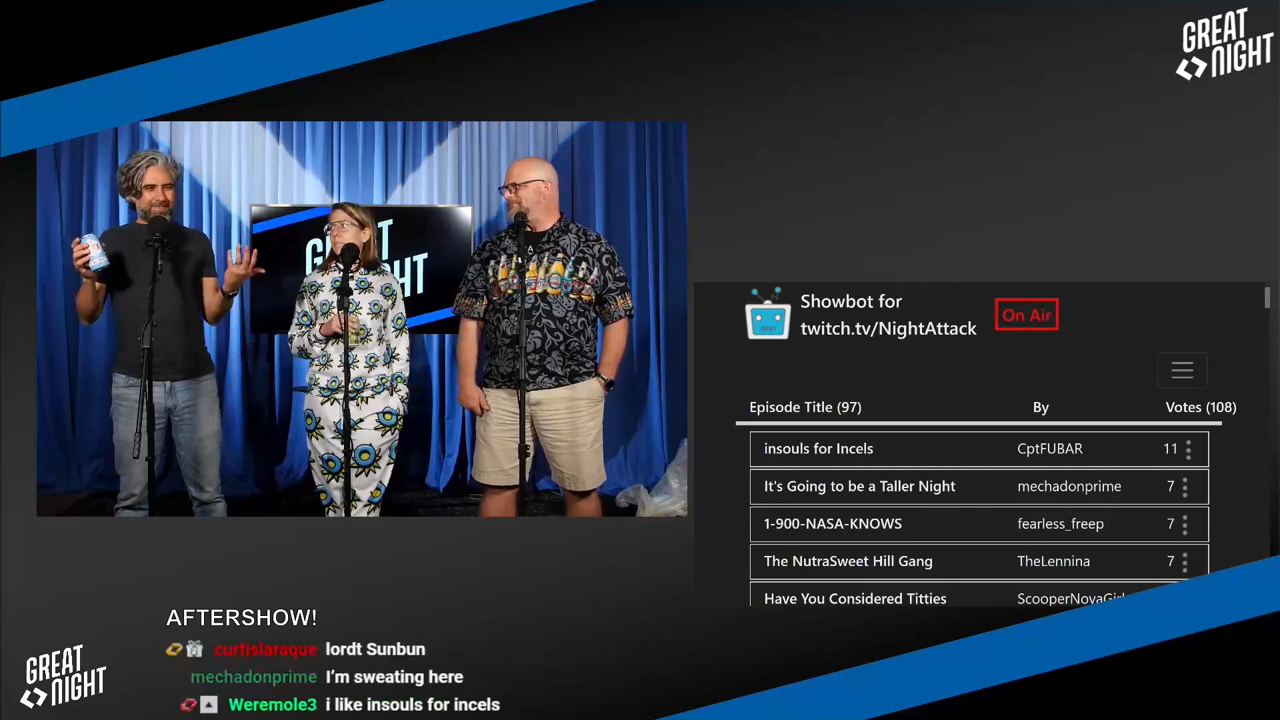 GREAT
NIGHT
GREAT
NIGHT
Showbot for
twitch.tv/NightAttack
On Air
Episode Title (97) By Votes (108)
insouls for Incels CptFUBAR 11
It's Going to be a Taller Night mechadonprime 7
1-900-NASA-KNOWS fearless_freep 7
The NutraSweet Hill Gang TheLennina 7
Have You Considered Titties ScooperNovaGirl
AFTERSHOW!
curtislaraque lordt Sunbun
mechadonprime I'm sweating here
Weremole3 i like insouls for incels
GREAT
NIGHT